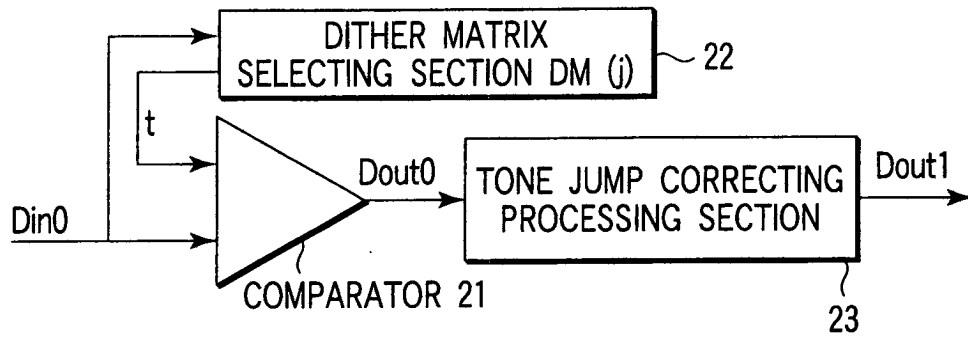 DITHER MATRIX
SELECTING SECTION DM (j)
22
t
Dout0
Din0
TONE JUMP CORRECTING
PROCESSING SECTION
Dout1
COMPARATOR 21
23